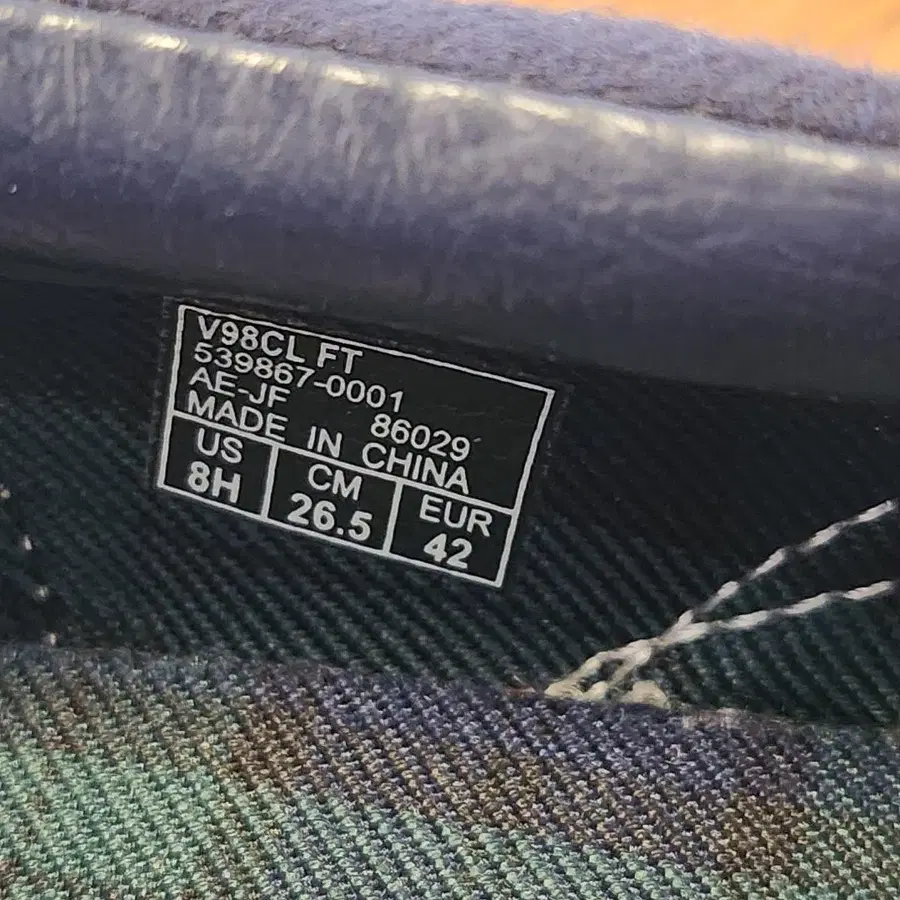 V98CL FT
539867-0001
AE-JF 86029
MADE IN CHINA
US CM EUR
8H 26.5 42